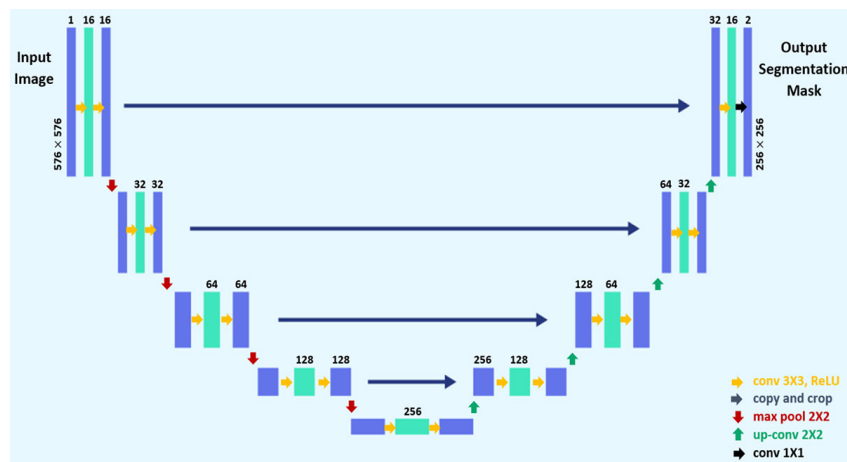 1 16 16
32 16 2
Input
Image
Output
Segmentation
Mask
576 × 576
256 × 256
32 32
64 32
64 64
128 64
128 128
256 128
256
conv 3X3, ReLU
copy and crop
max pool 2X2
up-conv 2X2
conv 1X1